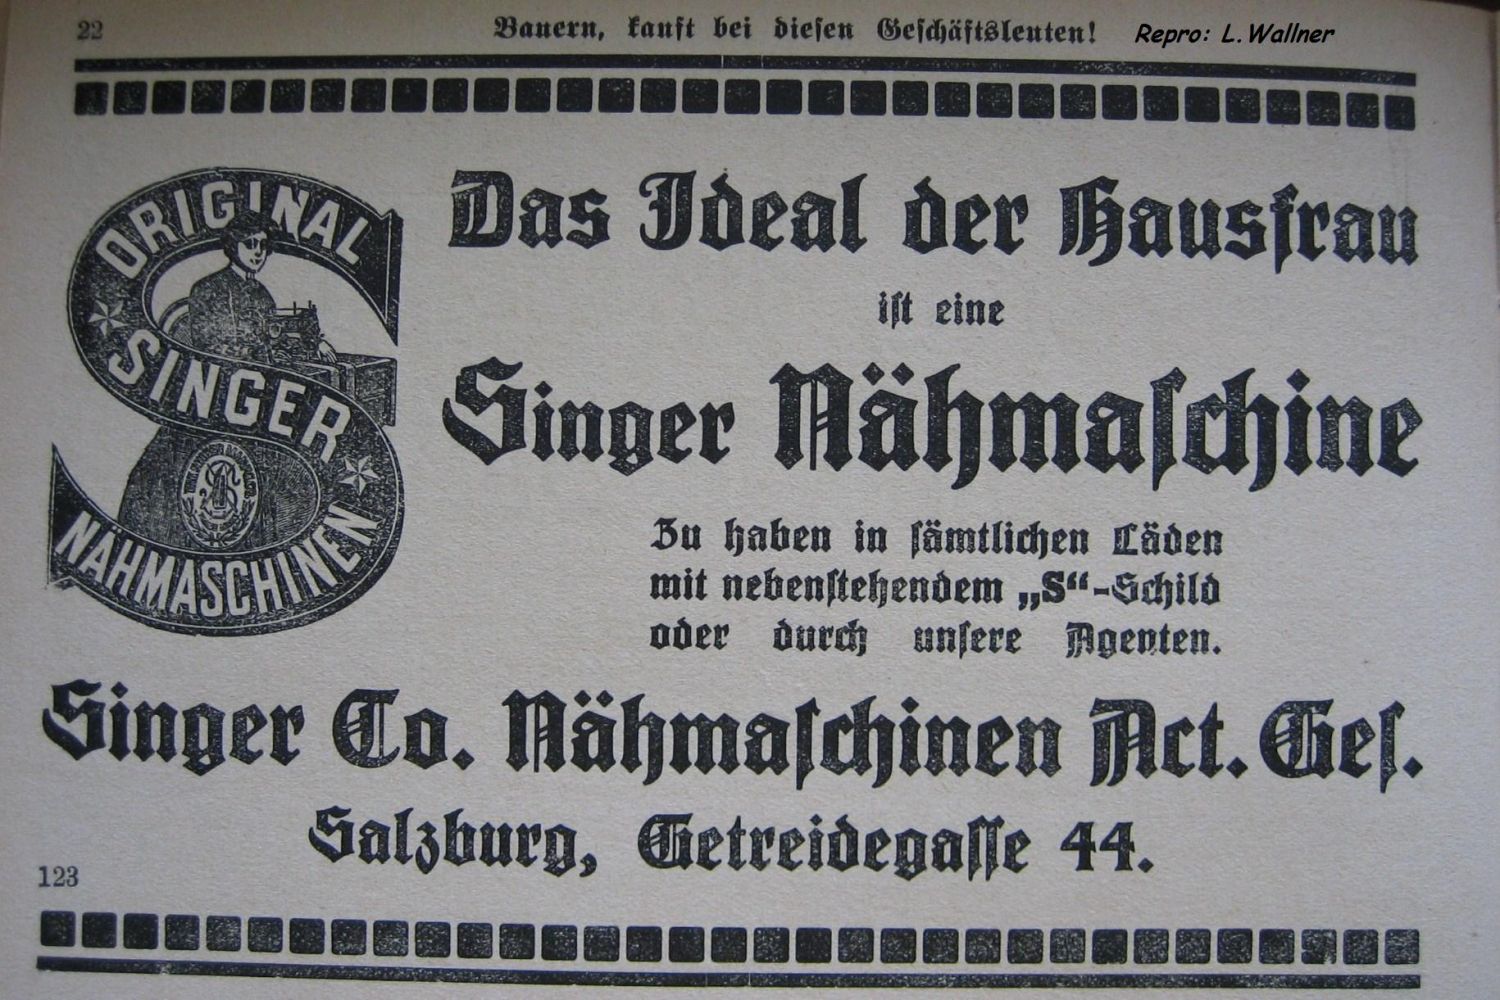 22
Bauern, kauft bei diesen Geſchäftsleuten!
Repro: L. Wallner
ORIGINAL
SINGER
NÄHMASCHINEN
Das Ideal der Hausfrau
iſt eine
Singer Nähmaſchine
Zu haben in ſämtlichen Läden
mit nebenſtehendem „S“-Schild
oder durch unſere Agenten.
Singer Co. Nähmaſchinen Act. Geſ.
Salzburg, Getreidegaſſe 44.
123